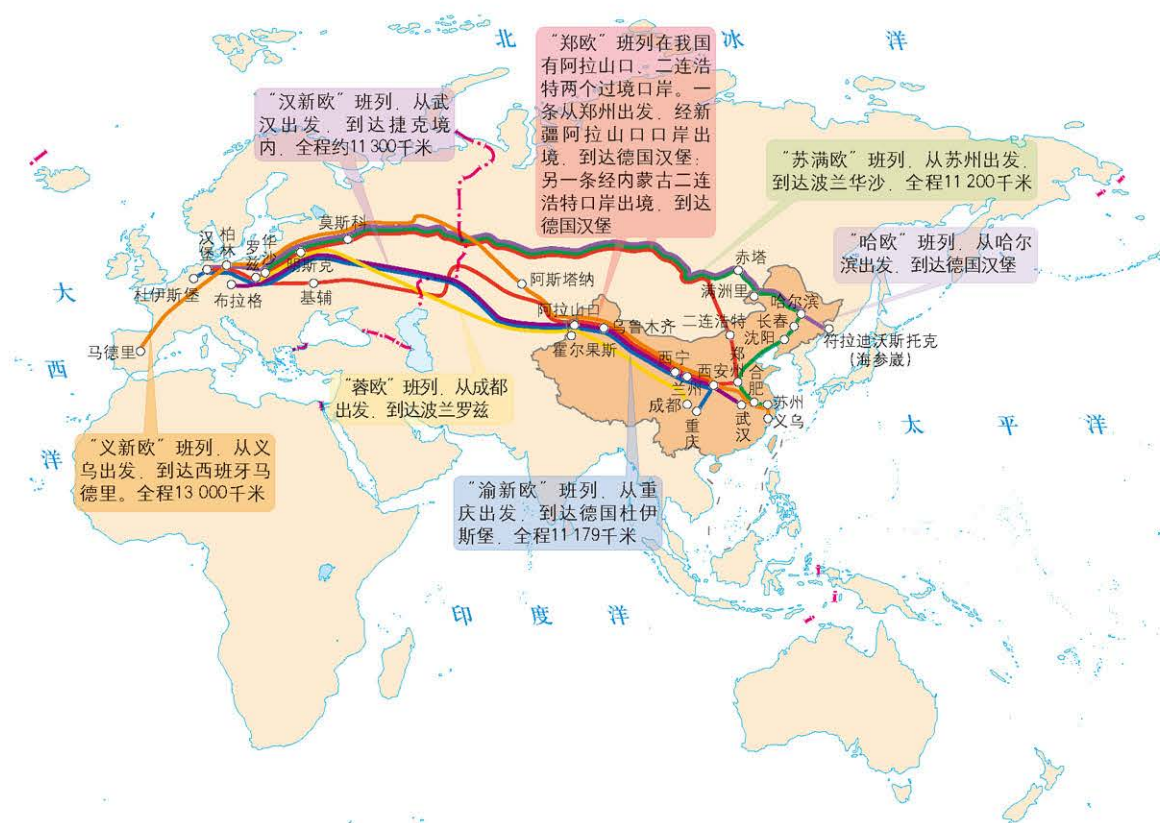 北冰洋
“郑欧”班列在我国
有阿拉山口、二连浩
特两个过境口岸。一
条从郑州出发，经新
疆阿拉山口口岸出
境，到达德国汉堡；
另一条经内蒙古二连
浩特口岸出境，到达
德国汉堡
“汉新欧”班列，从武
汉出发，到达捷克境
内，全程约11 300千米
“苏满欧”班列，从苏州出发，
到达波兰华沙，全程11 200千米
“哈欧”班列，从哈尔
滨出发，到达德国汉堡
莫斯科
汉堡
柏林
罗兹
华沙
明斯克
杜伊斯堡
布拉格
基辅
阿斯塔纳
赤塔
满洲里
哈尔滨
阿拉山口
乌鲁木齐
二连浩特
长春
沈阳
符拉迪沃斯托克
(海参崴)
霍尔果斯
马德里
西宁
西安
郑州
合肥
兰州
成都
重庆
武汉
苏州
义乌
大西洋
太平洋
“蓉欧”班列，从成都
出发，到达波兰罗兹
“义新欧”班列，从义
乌出发，到达西班牙马
德里。全程13 000千米
“渝新欧”班列，从重
庆出发，到达德国杜伊
斯堡，全程11 179千米
印度洋